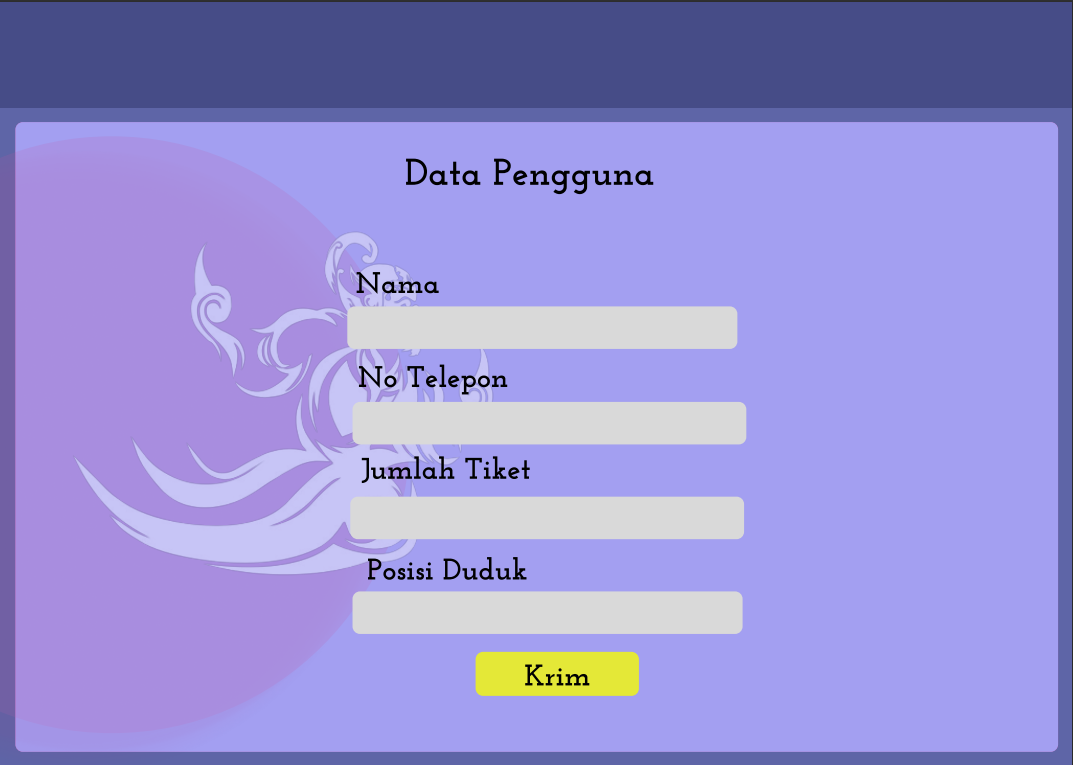 Data Pengguna
Nama
No Telepon
Jumlah Tiket
Posisi Duduk
Krim